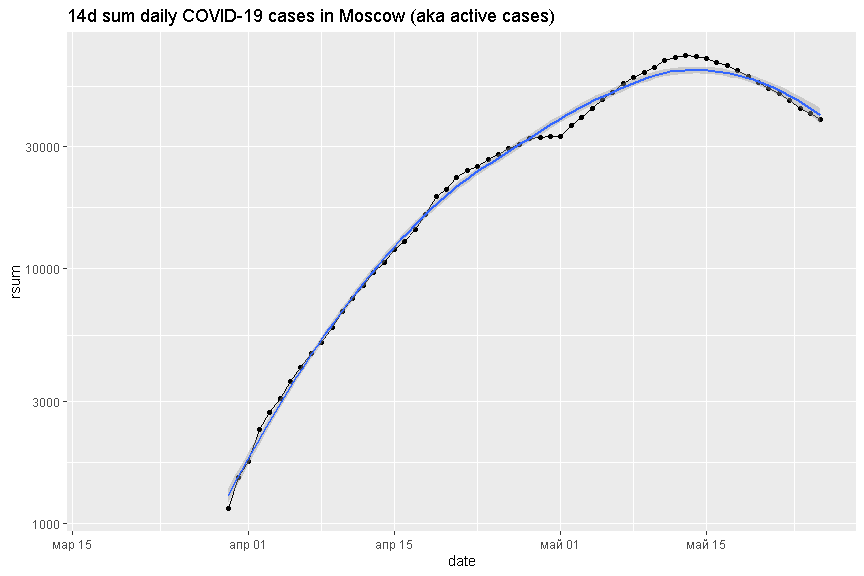 14d sum daily COVID-19 cases in Moscow (aka active cases)
rsum
30000
10000
3000
1000
мар 15
апр 01
апр 15
май 01
май 15
date